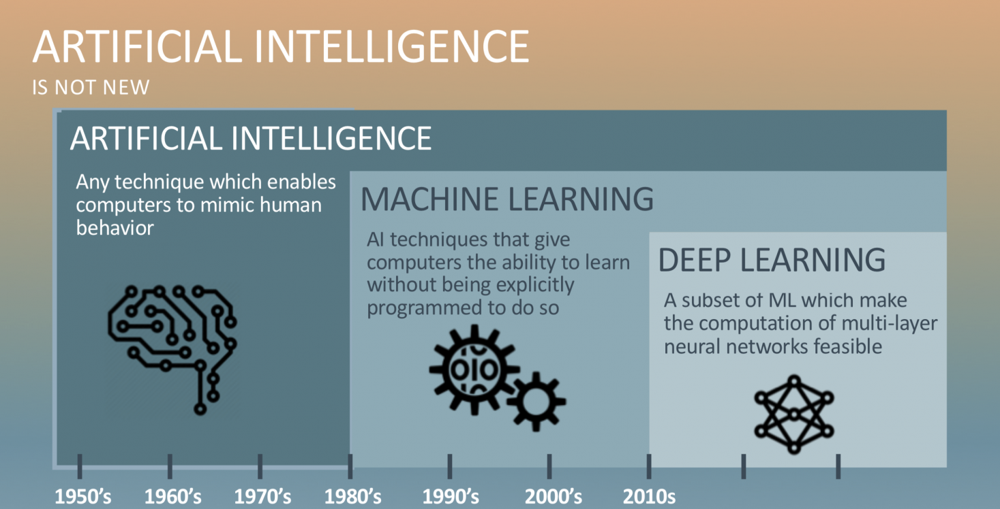 ARTIFICIAL INTELLIGENCE
IS NOT NEW
ARTIFICIAL INTELLIGENCE
Any technique which enables
computers to mimic human
behavior
MACHINE LEARNING
AI techniques that give
computers the ability to learn
without being explicitly
programmed to do so
DEEP LEARNING
A subset of ML which make
the computation of multi-layer
neural networks feasible
OIO
1950's 1960's 1970's 1980's 1990's 2000's 2010s